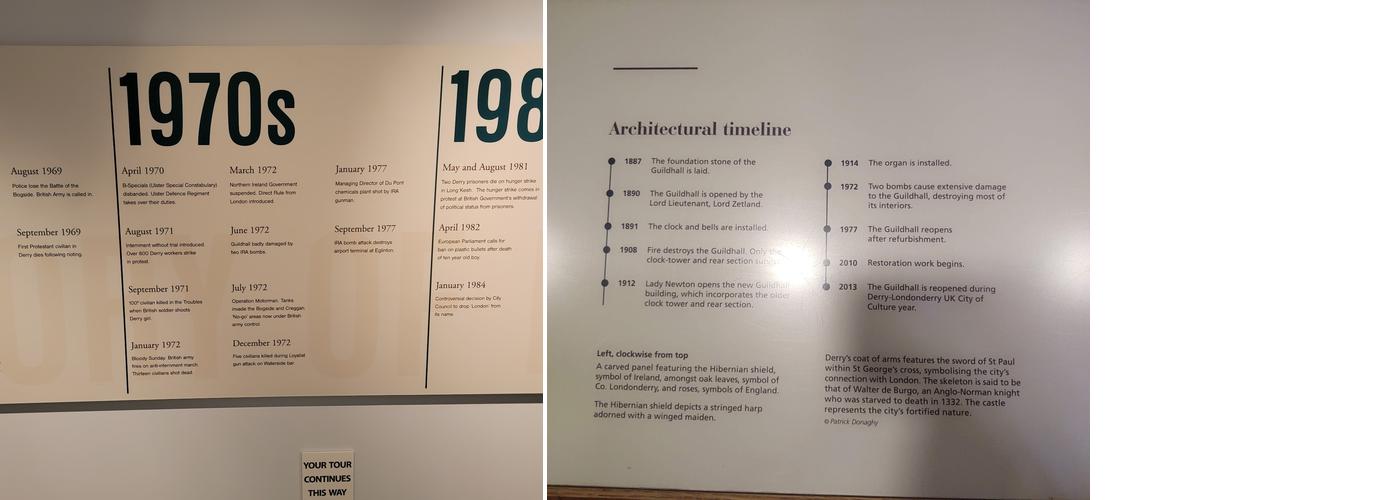 1970s
198
August 1969
Police lose the Battle of the
Bogside. British Army is called in.
September 1969
First Protestant civilian in
Derry dies following rioting.
April 1970
B-Specials (Ulster Special Constabulary)
disbanded. Ulster Defence Regiment
takes over their duties.
August 1971
Internment without trial introduced.
Over 800 Derry workers strike
in protest.
September 1971
100th civilian killed in the Troubles
when British soldier shoots
Derry girl.
January 1972
Bloody Sunday: British army
fires on anti-internment march.
Thirteen civilians shot dead.
March 1972
Northern Ireland Government
suspended. Direct Rule from
London introduced.
June 1972
Guildhall badly damaged by
two IRA bombs.
July 1972
Operation Motorman. Tanks
invade the Bogside and Creggan.
'No-go' areas now under British
army control.
December 1972
Five civilians killed during Loyalist
gun attack on Waterside bar.
January 1977
Managing Director of Du Pont
chemicals plant shot by IRA
gunman.
September 1977
IRA bomb attack destroys
airport terminal at Eglinton.
May and August 1981
Two Derry prisoners die on hunger strike
in Long Kesh. The hunger strike comes in
protest at British Government's withdrawal
of political status from prisoners.
April 1982
European Parliament calls for
ban on plastic bullets after death
of ten year old boy.
January 1984
Controversial decision by City
Council to drop 'London' from
its name.
YOUR TOUR
CONTINUES
THIS WAY
Architectural timeline
1887 The foundation stone of the
Guildhall is laid.
1890 The Guildhall is opened by the
Lord Lieutenant, Lord Zetland.
1891 The clock and bells are installed.
1908 Fire destroys the Guildhall. Only the
clock-tower and rear section
1912 Lady Newton opens the new Guildhall
building, which incorporates the older
clock tower and rear section.
1914 The organ is installed.
1972 Two bombs cause extensive damage
to the Guildhall, destroying most of
its interiors.
1977 The Guildhall reopens
after refurbishment.
2010 Restoration work begins.
2013 The Guildhall is reopened during
Derry-Londonderry UK City of
Culture year.
Left, clockwise from top
A carved panel featuring the Hibernian shield,
symbol of Ireland, amongst oak leaves, symbol of
Co. Londonderry, and roses, symbols of England.
The Hibernian shield depicts a stringed harp
adorned with a winged maiden.
Derry's coat of arms features the sword of St Paul
within St George's cross, symbolising the city's
connection with London. The skeleton is said to be
that of Walter de Burgo, an Anglo-Norman knight
who was starved to death in 1332. The castle
represents the city's fortified nature.
© Patrick Donaghy